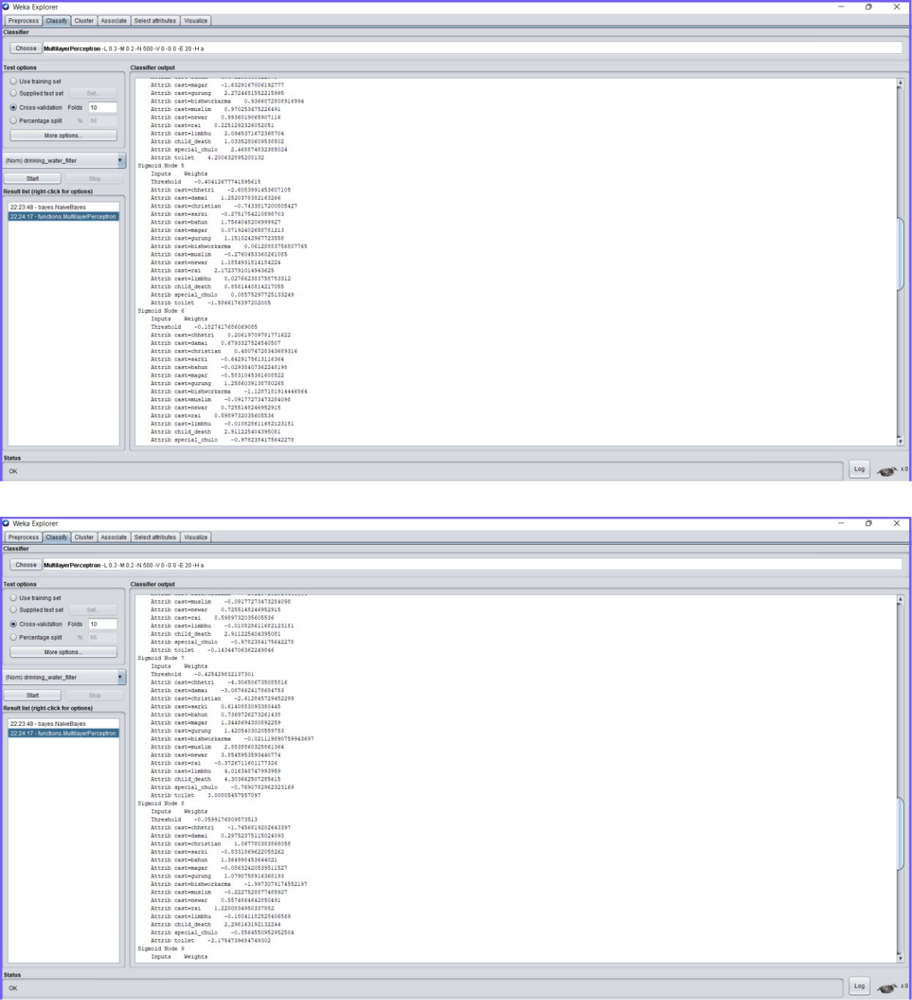 Weka Explorer
Preprocess Classify Cluster Associate Select attributes Visualize
Classifier
Choose MultilayerPerceptron -L 0.3 -M 0.2 -N 500 -V 0 -S 0 -E 20 -H a
Test options
Use training set
Supplied test set Set...
Cross-validation Folds 10
Percentage split % 66
More options...
(Nom) drinking_water_filter
Start Stop
Result list (right-click for options)
22:23:48 - bayes.NaiveBayes
22:24:17 - functions.MultilayerPerceptron
Classifier output
Attrib cast=magar -1.6329167006192777
Attrib cast=gurung 2.2724681552215995
Attrib cast=bishworkarma 0.9366072808916994
Attrib cast=muslim 0.970253475226491
Attrib cast=newar 0.9936019065907116
Attrib cast=rai 0.2251292326052051
Attrib cast=limbhu 2.0945371672368704
Attrib child_death 1.0335280609538502
Attrib special_chulo 2.468874832385024
Attrib toilet 4.200632895200132
Sigmoid Node 5
Inputs Weights
Threshold -0.40412677741595615
Attrib cast=chhetri -2.6083991453607105
Attrib cast=damai 1.2520378382163266
Attrib cast=christian -0.7433817200805427
Attrib cast=sarki -0.2751754210898703
Attrib cast=bahun 1.7564048206999927
Attrib cast=magar 0.07192402658781213
Attrib cast=gurung 1.1510242967723558
Attrib cast=bishworkarma 0.06128883756807765
Attrib cast=muslim -0.2760453360261085
Attrib cast=newar 1.1854931814184224
Attrib cast=rai 2.1723791014943625
Attrib cast=limbhu 0.027662383758753312
Attrib child_death 0.8581440814217055
Attrib special_chulo 0.08575297725133249
Attrib toilet -1.5866176397202005
Sigmoid Node 6
Inputs Weights
Threshold -0.1827417686069085
Attrib cast=chhetri 0.20619709781771622
Attrib cast=damai 0.6793327524540507
Attrib cast=christian 0.48074728343689316
Attrib cast=sarki -0.6429175613116364
Attrib cast=bahun -0.02938407362248198
Attrib cast=magar -0.5831045361608522
Attrib cast=gurung 1.2586039138780265
Attrib cast=bishworkarma -1.1287181914446864
Attrib cast=muslim -0.09177273473284098
Attrib cast=newar 0.7255148246952915
Attrib cast=rai 0.5989732035605536
Attrib cast=limbhu -0.010828611682123181
Attrib child_death 2.911225404395081
Attrib special_chulo -0.9782384175642278
Status
OK
Log x 0
Weka Explorer
Preprocess Classify Cluster Associate Select attributes Visualize
Classifier
Choose MultilayerPerceptron -L 0.3 -M 0.2 -N 500 -V 0 -S 0 -E 20 -H a
Test options
Use training set
Supplied test set Set...
Cross-validation Folds 10
Percentage split % 66
More options...
(Nom) drinking_water_filter
Start Stop
Result list (right-click for options)
22:23:48 - bayes.NaiveBayes
22:24:17 - functions.MultilayerPerceptron
Classifier output
Attrib cast=muslim -0.09177273473284098
Attrib cast=newar 0.7255148246952915
Attrib cast=rai 0.5989732035605536
Attrib cast=limbhu -0.010828611682123181
Attrib child_death 2.911225404395081
Attrib special_chulo -0.9782384175642278
Attrib toilet -0.14344706362249846
Sigmoid Node 7
Inputs Weights
Threshold -0.425429832137301
Attrib cast=chhetri -4.306506735085816
Attrib cast=damai -3.0876624178684753
Attrib cast=christian -2.612845729452299
Attrib cast=sarki 0.6140883093380445
Attrib cast=bahun 0.7369726273261438
Attrib cast=magar 1.3448694300892259
Attrib cast=gurung 1.4205403020559753
Attrib cast=bishworkarma -0.021119890759943697
Attrib cast=muslim 2.8838860325861364
Attrib cast=newar 3.8545953593440774
Attrib cast=rai -0.3726711601177326
Attrib cast=limbhu 4.016348747993959
Attrib child_death 4.303662507285615
Attrib special_chulo -0.7690782962323169
Attrib toilet 3.00805457557097
Sigmoid Node 8
Inputs Weights
Threshold -0.0599176809573513
Attrib cast=chhetri -1.7456819202643397
Attrib cast=damai 0.29752375115024093
Attrib cast=christian 1.067780383868058
Attrib cast=sarki -0.8331869622058262
Attrib cast=bahun 1.364998453644021
Attrib cast=magar -0.08632420539511527
Attrib cast=gurung 1.0790758916368193
Attrib cast=bishworkarma -1.9973079174552197
Attrib cast=muslim -0.2227528877485927
Attrib cast=newar 0.5574864642850491
Attrib cast=rai 1.2200834950337882
Attrib cast=limbhu -0.18041182528406569
Attrib child_death 2.298163192132244
Attrib special_chulo -0.8564550952952504
Attrib toilet -2.1754739684749302
Sigmoid Node 9
Inputs Weights
Status
OK
Log x 0